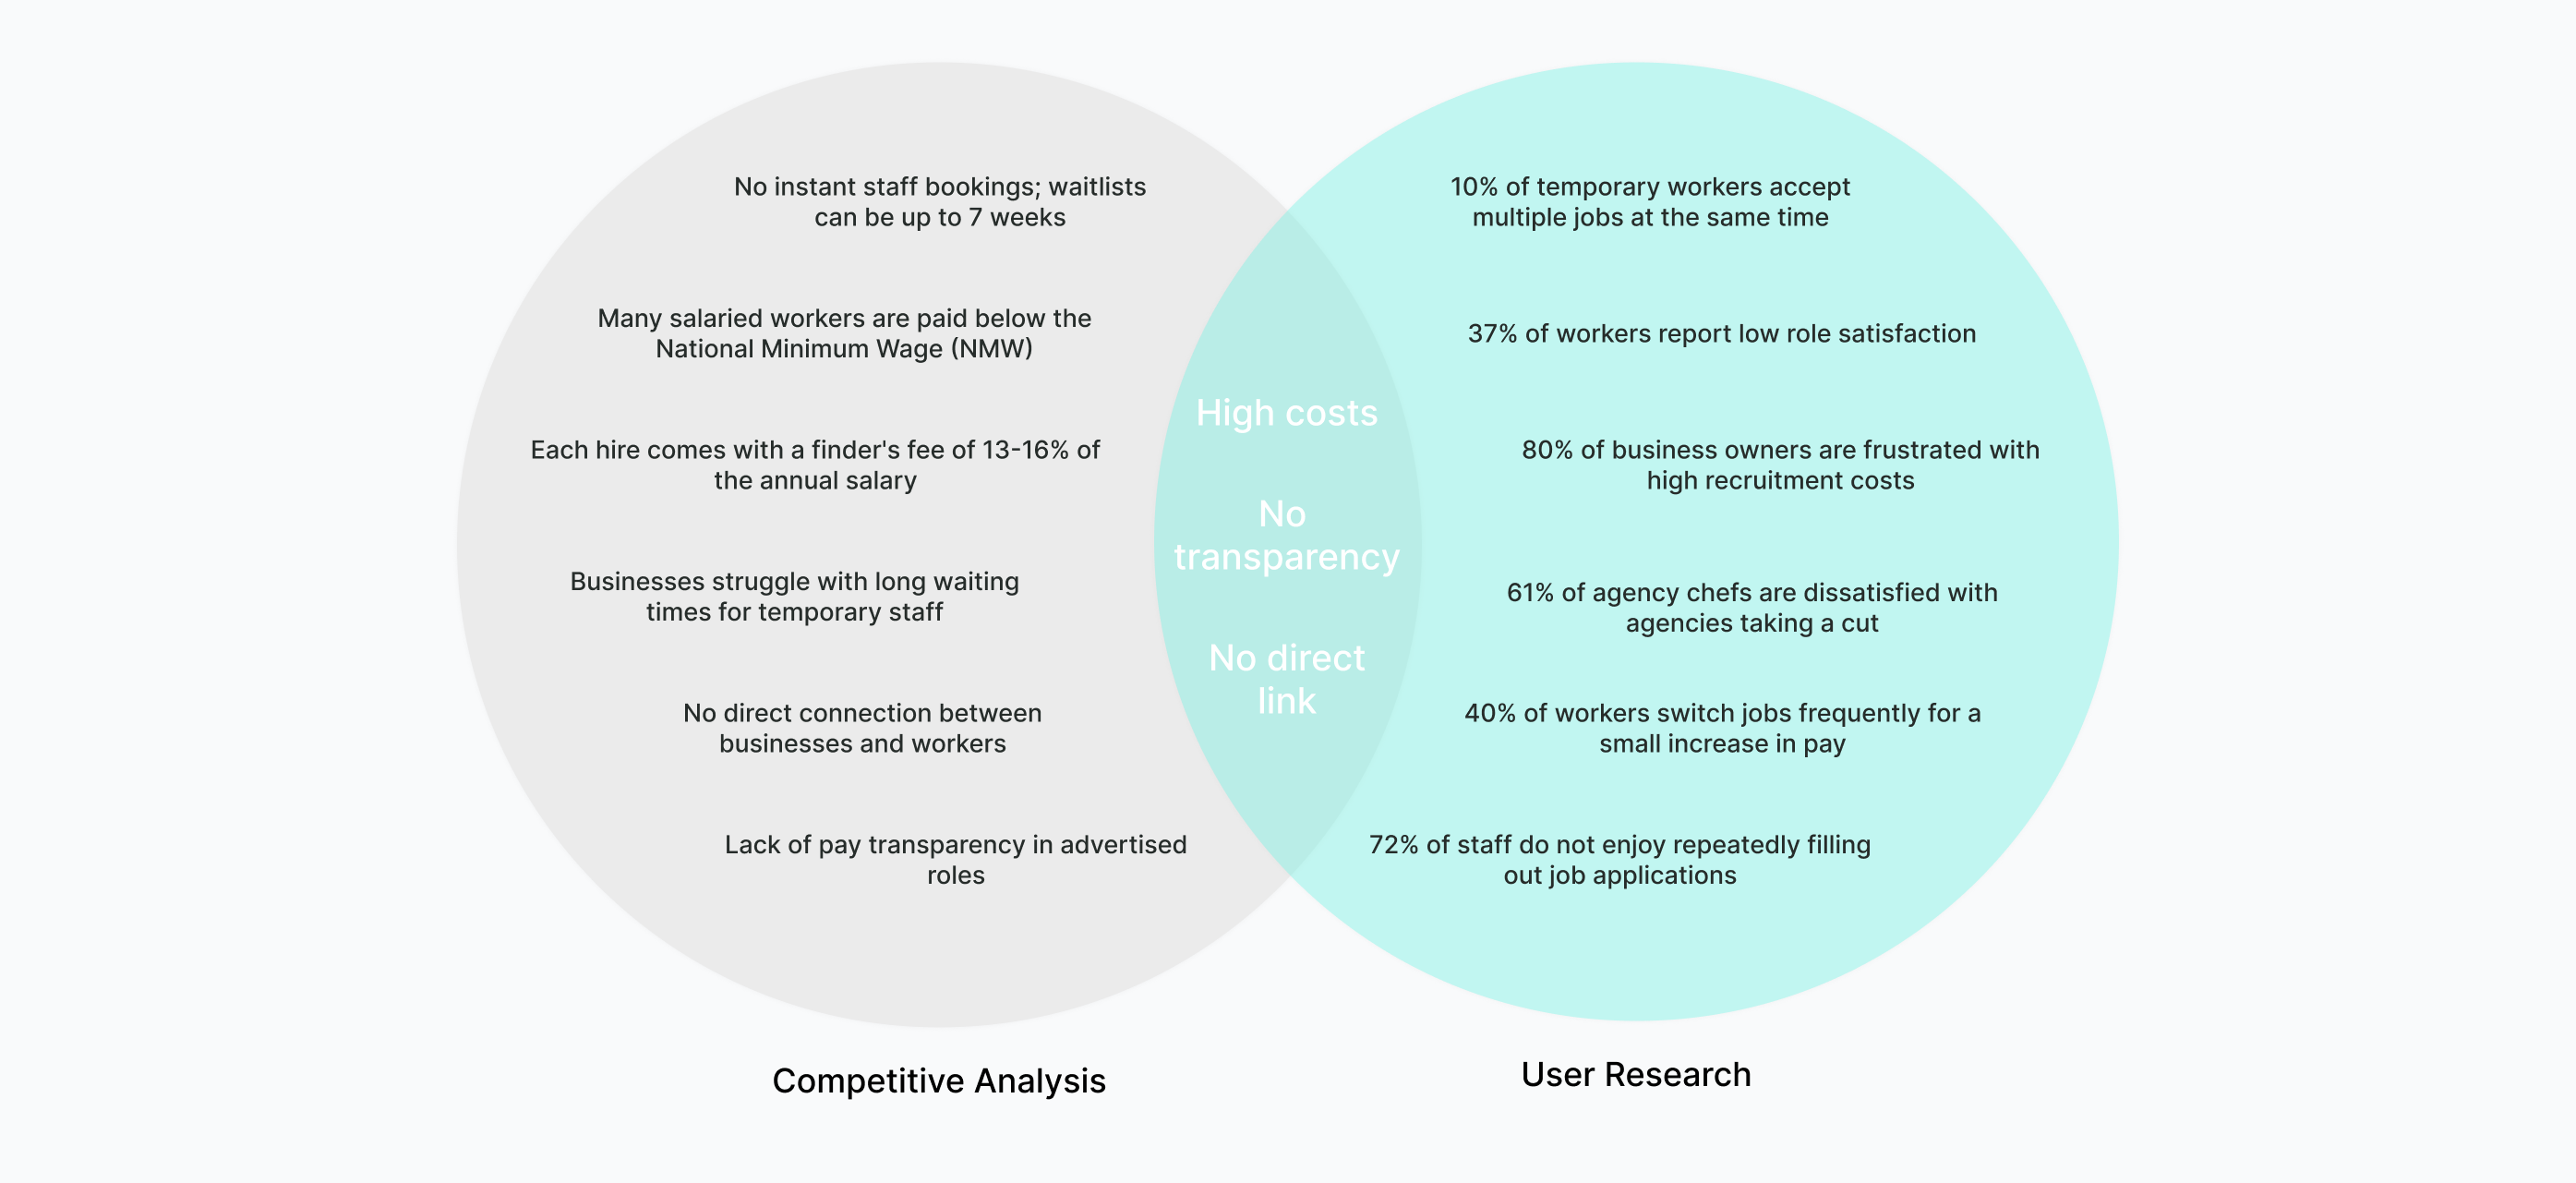 No instant staff bookings; waitlists
can be up to 7 weeks
Many salaried workers are paid below the
National Minimum Wage (NMW)
Each hire comes with a finder's fee of 13-16% of
the annual salary
Businesses struggle with long waiting
times for temporary staff
No direct connection between
businesses and workers
Lack of pay transparency in advertised
roles
High costs
No
transparency
No direct
link
10% of temporary workers accept
multiple jobs at the same time
37% of workers report low role satisfaction
80% of business owners are frustrated with
high recruitment costs
61% of agency chefs are dissatisfied with
agencies taking a cut
40% of workers switch jobs frequently for a
small increase in pay
72% of staff do not enjoy repeatedly filling
out job applications
Competitive Analysis
User Research